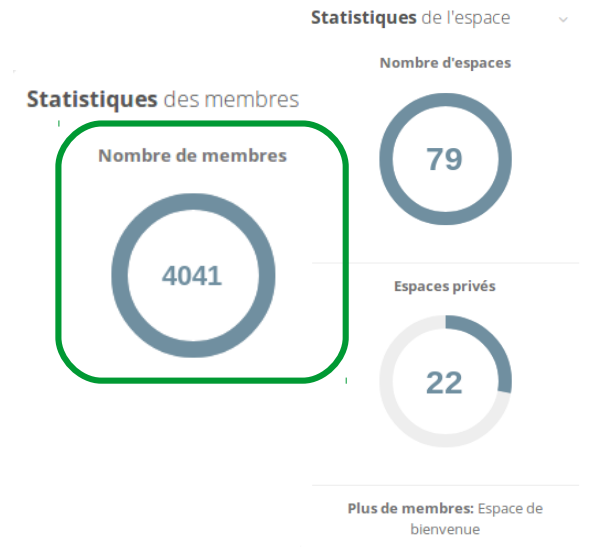 Statistiques de l'espace
Nombre d'espaces
79
Statistiques des membres
Nombre de membres
4041
Espaces privés
22
Plus de membres: Espace de
bienvenue